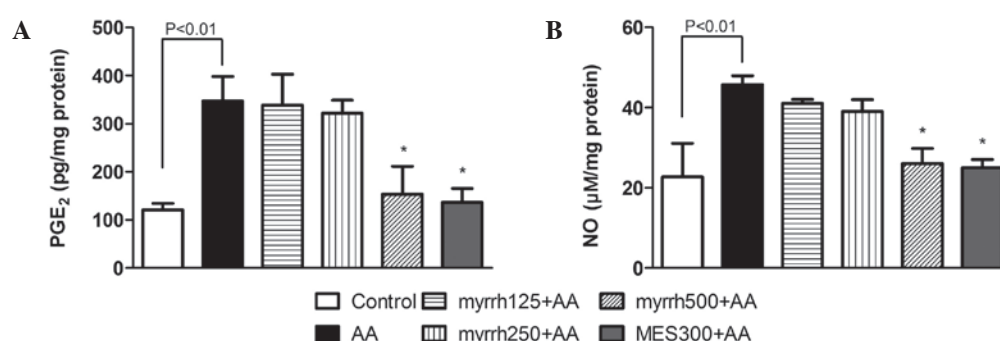 A
P<0.01
PGE₂ (pg/mg protein)
500
400
300
200
100
0
*
*
B
P<0.01
NO (µM/mg protein)
60
40
20
0
*
*
Control
myrrh125+AA
myrrh500+AA
AA
myrrh250+AA
MES300+AA